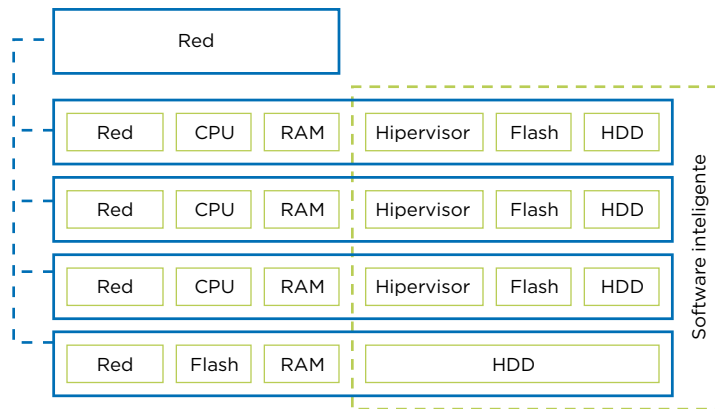 Red
Red CPU RAM Hipervisor Flash HDD
Red CPU RAM Hipervisor Flash HDD
Red CPU RAM Hipervisor Flash HDD
Red Flash RAM HDD
Software inteligente